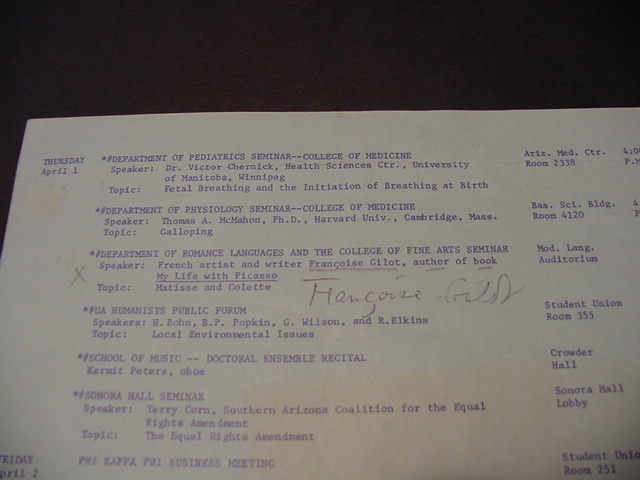 THURSDAY *#DEPARTMENT OF PEDIATRICS SEMINAR--COLLEGE OF MEDICINE Ariz. Med. Ctr.
April 1 Speaker: Dr. Victor Chernick, Health Sciences Ctr., University Room 2338
of Manitoba, Winnipeg
Topic: Fetal Breathing and the Initiation of Breathing at Birth
*#DEPARTMENT OF PHYSIOLOGY SEMINAR--COLLEGE OF MEDICINE Bas. Sci. Bldg.
Speaker: Thomas A. McMahon, Ph.D., Harvard Univ., Cambridge, Mass. Room 4120
Topic: Galloping
*#DEPARTMENT OF ROMANCE LANGUAGES AND THE COLLEGE OF FINE ARTS SEMINAR Mod. Lang.
Speaker: French artist and writer Françoise Gilot, author of book Auditorium
X My Life with Picasso
Topic: Matisse and Colette
Françoise Gilot
*#UA HUMANISTS PUBLIC FORUM Student Union
Speakers: H. Bohn, B.P. Popkin, G. Wilson, and R.Elkins Room 355
Topic: Local Environmental Issues
*#SCHOOL OF MUSIC -- DOCTORAL ENSEMBLE RECITAL Crowder
Kermit Peters, oboe Hall
*#SONORA HALL SEMINAR Sonora Hall
Speaker: Terry Corn, Southern Arizona Coalition for the Equal Lobby
Rights Amendment
Topic: The Equal Rights Amendment
RIDAY PHI KAPPA PHI BUSINESS MEETING Student Unio
pril 2 Room 251